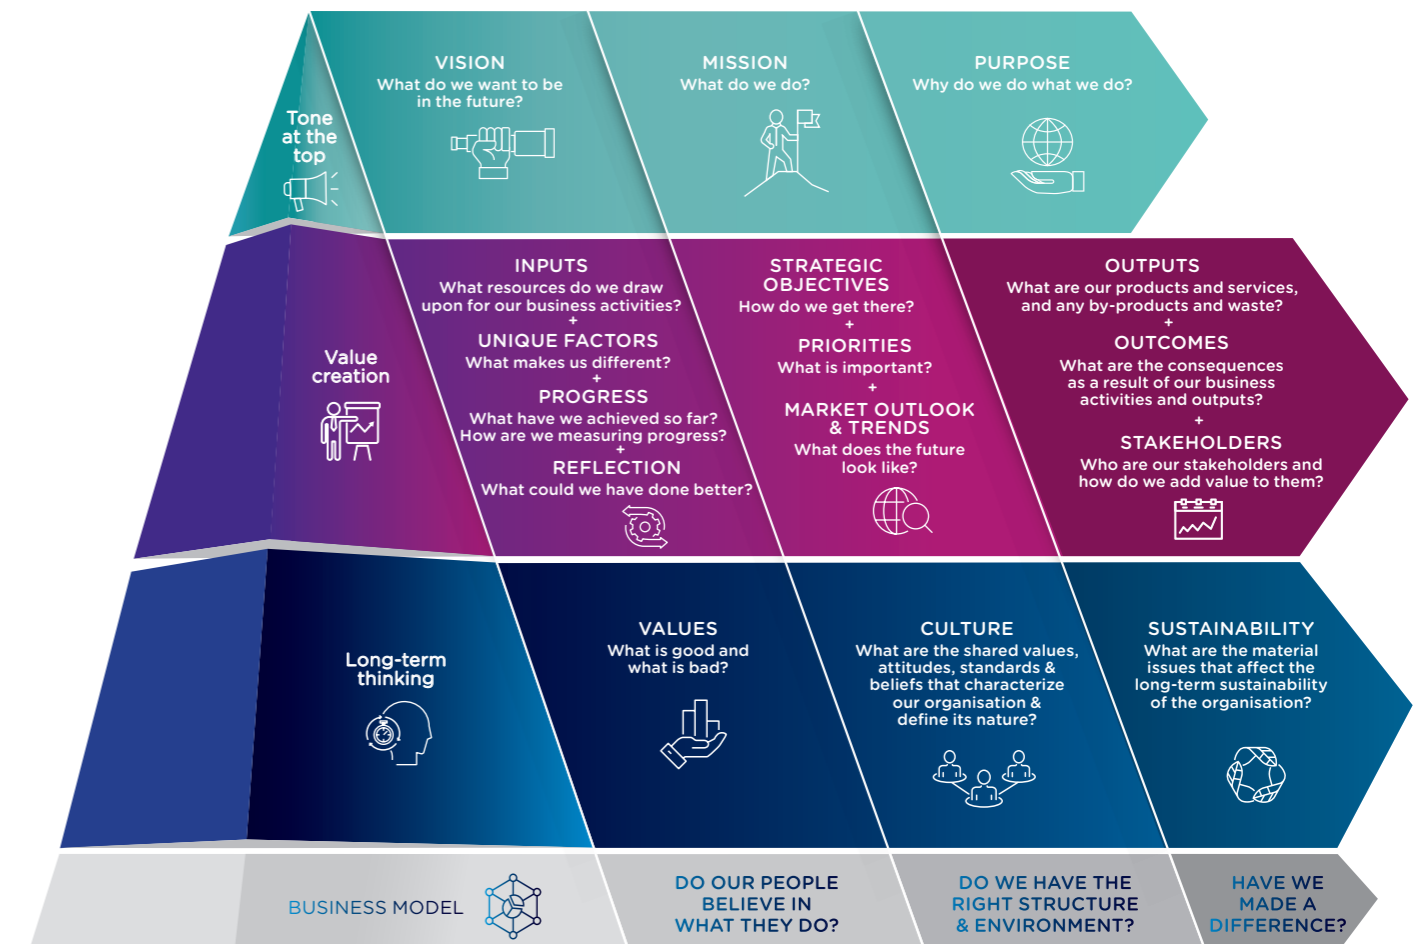 Tone
at the
top
VISION
What do we want to be
in the future?
MISSION
What do we do?
PURPOSE
Why do we do what we do?
Value
creation
INPUTS
What resources do we draw
upon for our business activities?
+
UNIQUE FACTORS
What makes us different?
+
PROGRESS
What have we achieved so far?
How are we measuring progress?
+
REFLECTION
What could we have done better?
STRATEGIC
OBJECTIVES
How do we get there?
+
PRIORITIES
What is important?
+
MARKET OUTLOOK
& TRENDS
What does the future
look like?
OUTPUTS
What are our products and services,
and any by-products and waste?
+
OUTCOMES
What are the consequences
as a result of our business
activities and outputs?
+
STAKEHOLDERS
Who are our stakeholders and
how do we add value to them?
Long-term
thinking
VALUES
What is good and
what is bad?
CULTURE
What are the shared values,
attitudes, standards &
beliefs that characterize
our organisation &
define its nature?
SUSTAINABILITY
What are the material
issues that affect the
long-term sustainability
of the organisation?
BUSINESS MODEL
DO OUR PEOPLE
BELIEVE IN
WHAT THEY DO?
DO WE HAVE THE
RIGHT STRUCTURE
& ENVIRONMENT?
HAVE WE
MADE A
DIFFERENCE?